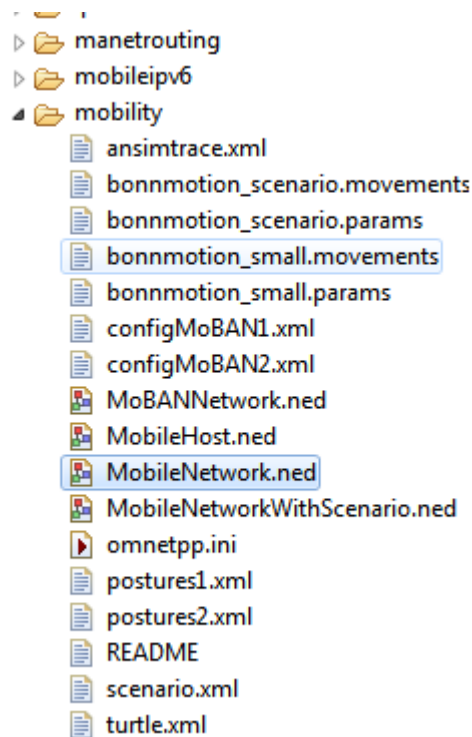 manetrouting
mobileipv6
mobility
ansimtrace.xml
bonnmotion_scenario.movements
bonnmotion_scenario.params
bonnmotion_small.movements
bonnmotion_small.params
configMoBAN1.xml
configMoBAN2.xml
MoBANNetwork.ned
MobileHost.ned
MobileNetwork.ned
MobileNetworkWithScenario.ned
omnetpp.ini
postures1.xml
postures2.xml
README
scenario.xml
turtle.xml